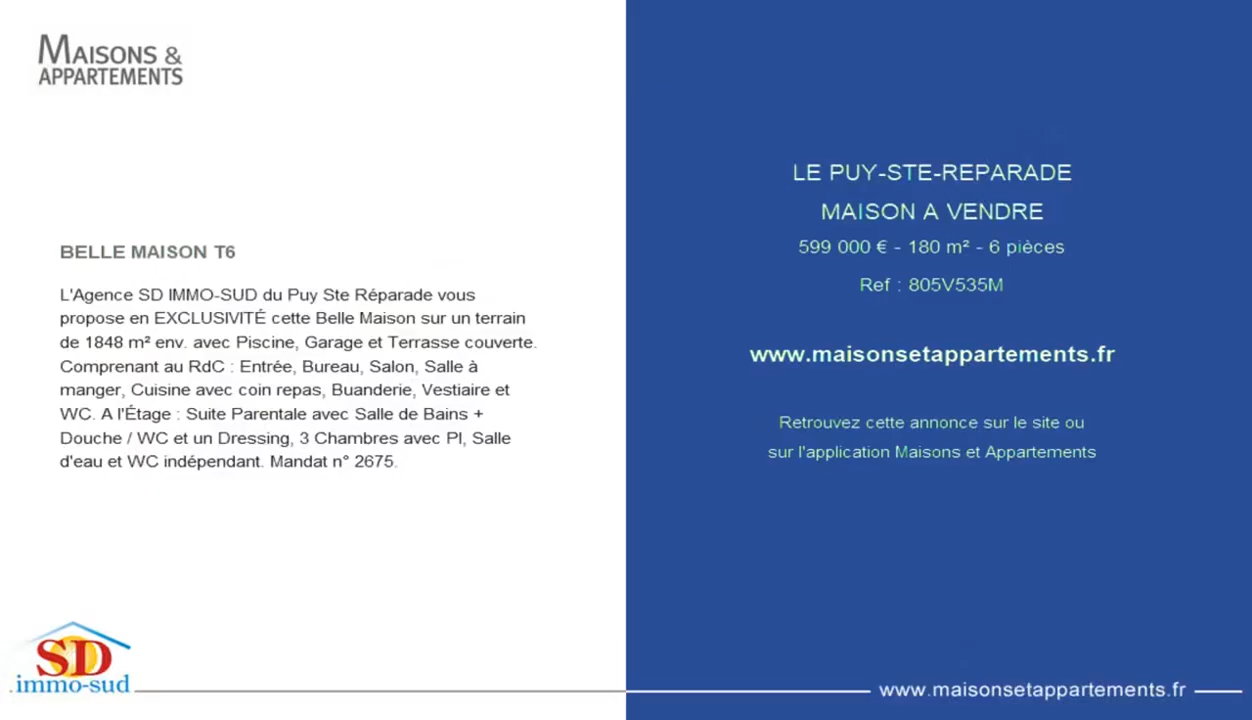 MAISONS &
APPARTEMENTS
BELLE MAISON T6
L'Agence SD IMMO-SUD du Puy Ste Réparade vous
propose en EXCLUSIVITÉ cette Belle Maison sur un terrain
de 1848 m² env. avec Piscine, Garage et Terrasse couverte.
Comprenant au RdC : Entrée, Bureau, Salon, Salle à
manger, Cuisine avec coin repas, Buanderie, Vestiaire et
WC. A l'Étage : Suite Parentale avec Salle de Bains +
Douche / WC et un Dressing, 3 Chambres avec Pl, Salle
d'eau et WC indépendant. Mandat n° 2675.
SD
immo-sud
LE PUY-STE-REPARADE
MAISON A VENDRE
599 000 € - 180 m² - 6 pièces
Ref : 805V535M
www.maisonsetappartements.fr
Retrouvez cette annonce sur le site ou
sur l'application Maisons et Appartements
www.maisonsetappartements.fr